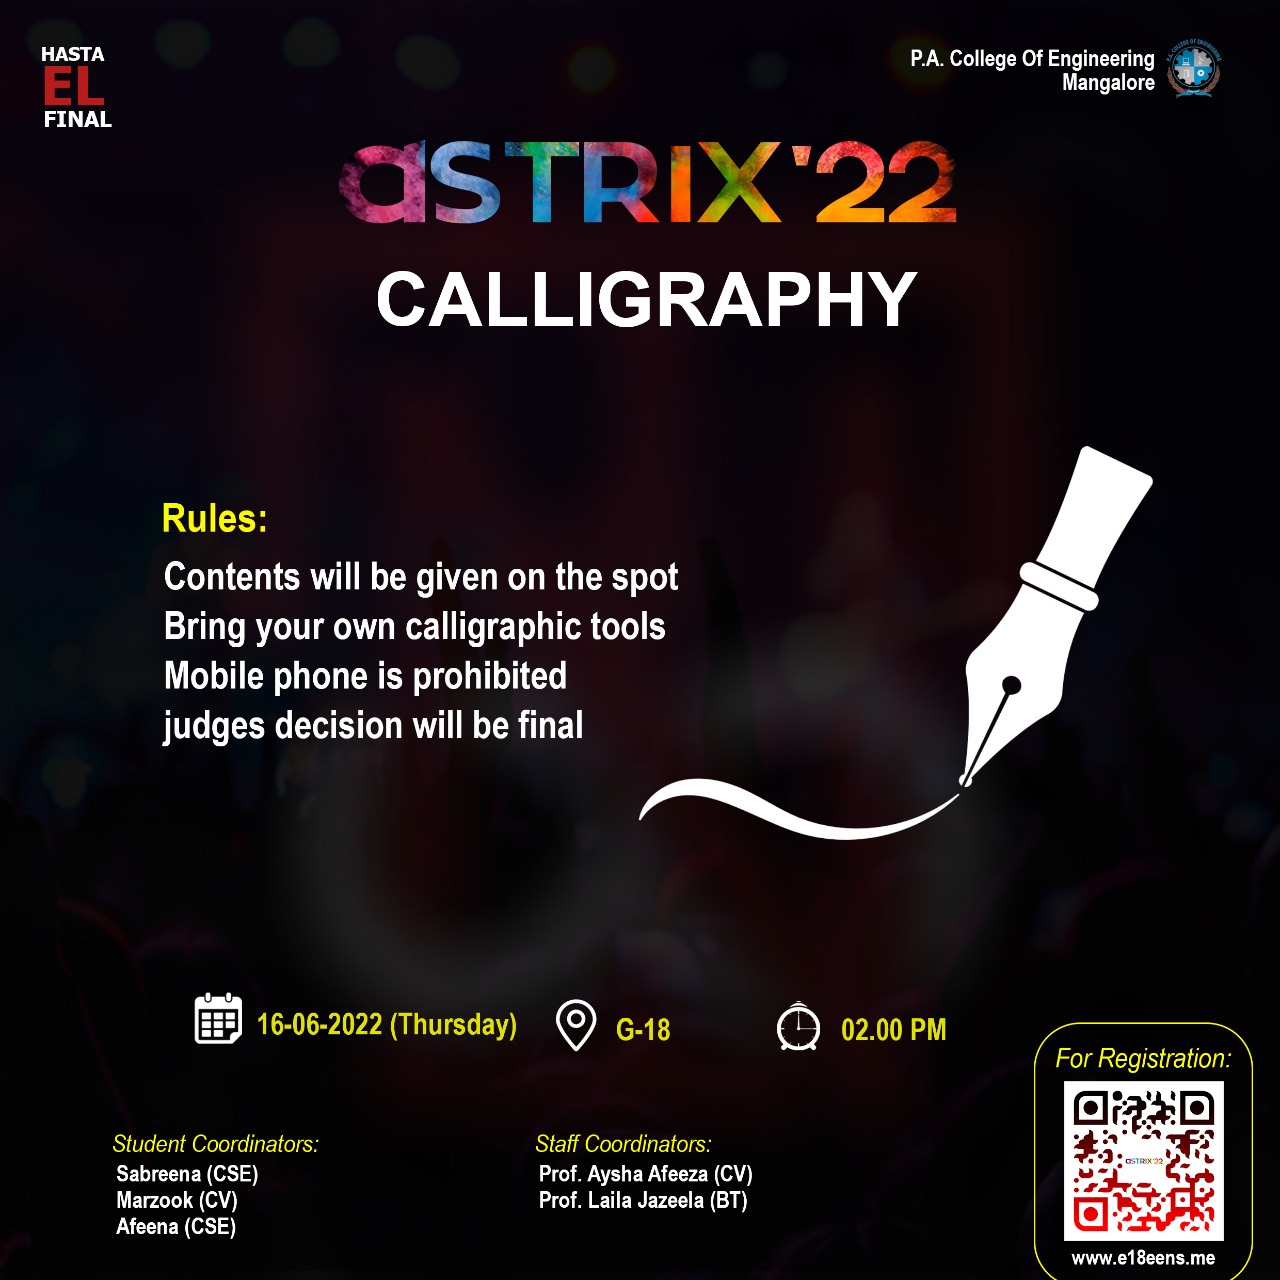 HASTA
EL
FINAL
P.A. College Of Engineering
Mangalore
aSTRIX'22
CALLIGRAPHY
Rules:
Contents will be given on the spot
Bring your own calligraphic tools
Mobile phone is prohibited
judges decision will be final
16-06-2022 (Thursday)
G-18
02.00 PM
For Registration:
aSTRIX'22
www.e18eens.me
Student Coordinators:
Sabreena (CSE)
Marzook (CV)
Afeena (CSE)
Staff Coordinators:
Prof. Aysha Afeeza (CV)
Prof. Laila Jazeela (BT)